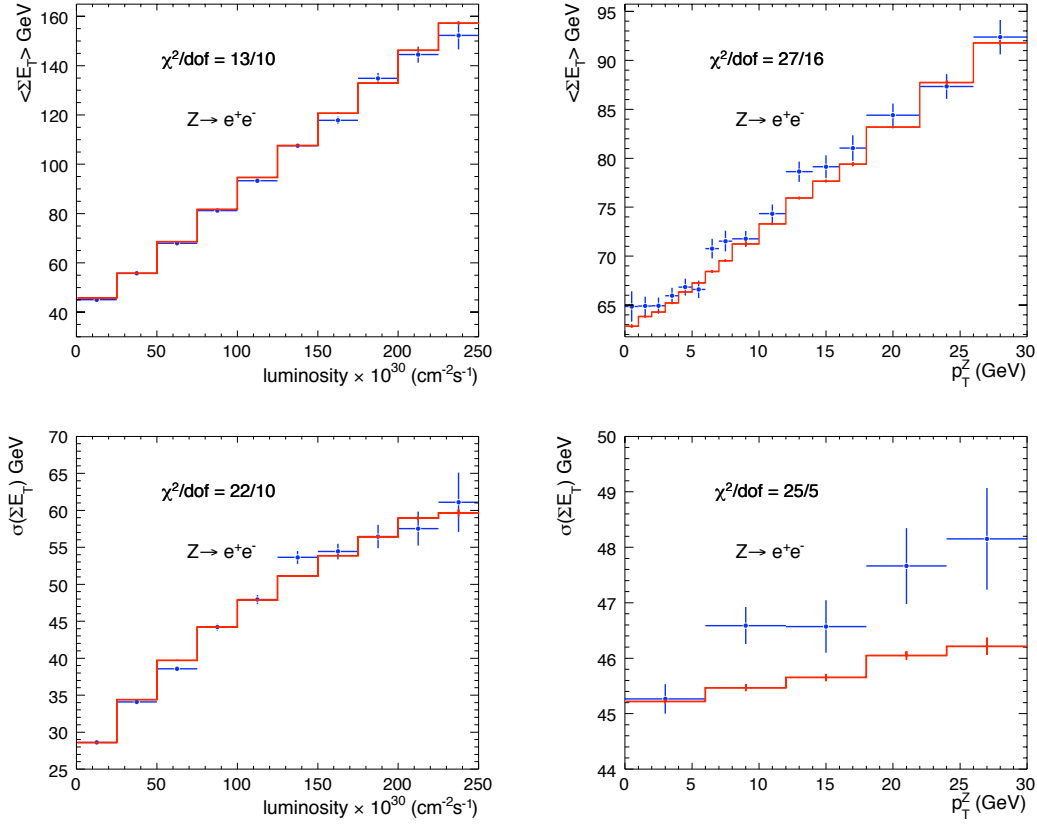 <ΣE_T> GeV
160
140
120
100
80
60
40
χ²/dof = 13/10
Z→ e⁺e⁻
0 50 100 150 200 250
luminosity × 10³⁰ (cm⁻²s⁻¹)
<ΣE_T> GeV
95
90
85
80
75
70
65
χ²/dof = 27/16
Z→ e⁺e⁻
0 5 10 15 20 25 30
p_T^Z (GeV)
σ(ΣE_T) GeV
70
65
60
55
50
45
40
35
30
25
χ²/dof = 22/10
Z→ e⁺e⁻
0 50 100 150 200 250
luminosity × 10³⁰ (cm⁻²s⁻¹)
σ(ΣE_T) GeV
50
49
48
47
46
45
44
χ²/dof = 25/5
Z→ e⁺e⁻
0 5 10 15 20 25 30
p_T^Z (GeV)